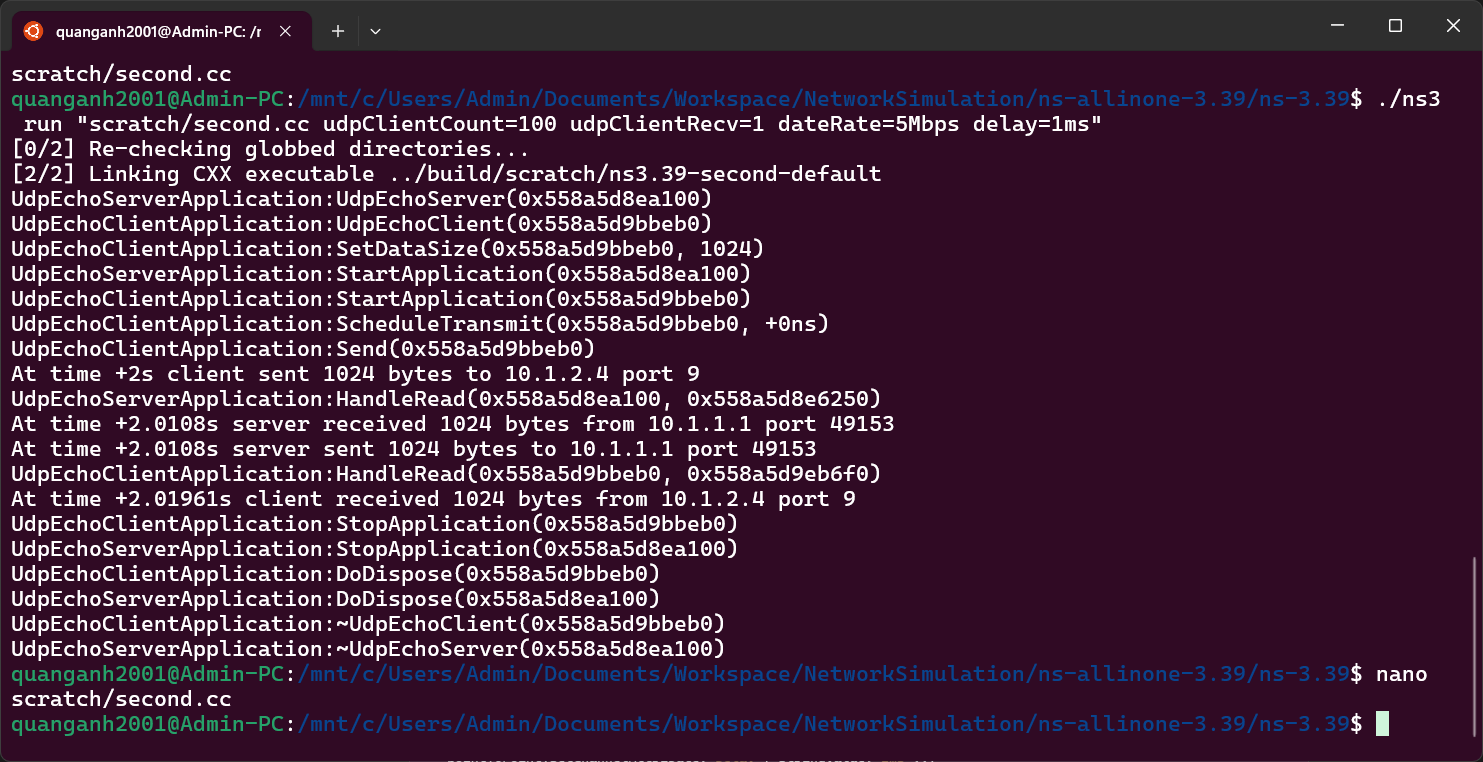 quanganh2001@Admin-PC: /r
scratch/second.cc
quanganh2001@Admin-PC:/mnt/c/Users/Admin/Documents/Workspace/NetworkSimulation/ns-allinone-3.39/ns-3.39$ ./ns3
 run "scratch/second.cc udpClientCount=100 udpClientRecv=1 dateRate=5Mbps delay=1ms"
[0/2] Re-checking globbed directories...
[2/2] Linking CXX executable ../build/scratch/ns3.39-second-default
UdpEchoServerApplication:UdpEchoServer(0x558a5d8ea100)
UdpEchoClientApplication:UdpEchoClient(0x558a5d9bbeb0)
UdpEchoClientApplication:SetDataSize(0x558a5d9bbeb0, 1024)
UdpEchoServerApplication:StartApplication(0x558a5d8ea100)
UdpEchoClientApplication:StartApplication(0x558a5d9bbeb0)
UdpEchoClientApplication:ScheduleTransmit(0x558a5d9bbeb0, +0ns)
UdpEchoClientApplication:Send(0x558a5d9bbeb0)
At time +2s client sent 1024 bytes to 10.1.2.4 port 9
UdpEchoServerApplication:HandleRead(0x558a5d8ea100, 0x558a5d8e6250)
At time +2.0108s server received 1024 bytes from 10.1.1.1 port 49153
At time +2.0108s server sent 1024 bytes to 10.1.1.1 port 49153
UdpEchoClientApplication:HandleRead(0x558a5d9bbeb0, 0x558a5d9eb6f0)
At time +2.01961s client received 1024 bytes from 10.1.2.4 port 9
UdpEchoClientApplication:StopApplication(0x558a5d9bbeb0)
UdpEchoServerApplication:StopApplication(0x558a5d8ea100)
UdpEchoClientApplication:DoDispose(0x558a5d9bbeb0)
UdpEchoServerApplication:DoDispose(0x558a5d8ea100)
UdpEchoClientApplication:~UdpEchoClient(0x558a5d9bbeb0)
UdpEchoServerApplication:~UdpEchoServer(0x558a5d8ea100)
quanganh2001@Admin-PC:/mnt/c/Users/Admin/Documents/Workspace/NetworkSimulation/ns-allinone-3.39/ns-3.39$ nano
scratch/second.cc
quanganh2001@Admin-PC:/mnt/c/Users/Admin/Documents/Workspace/NetworkSimulation/ns-allinone-3.39/ns-3.39$